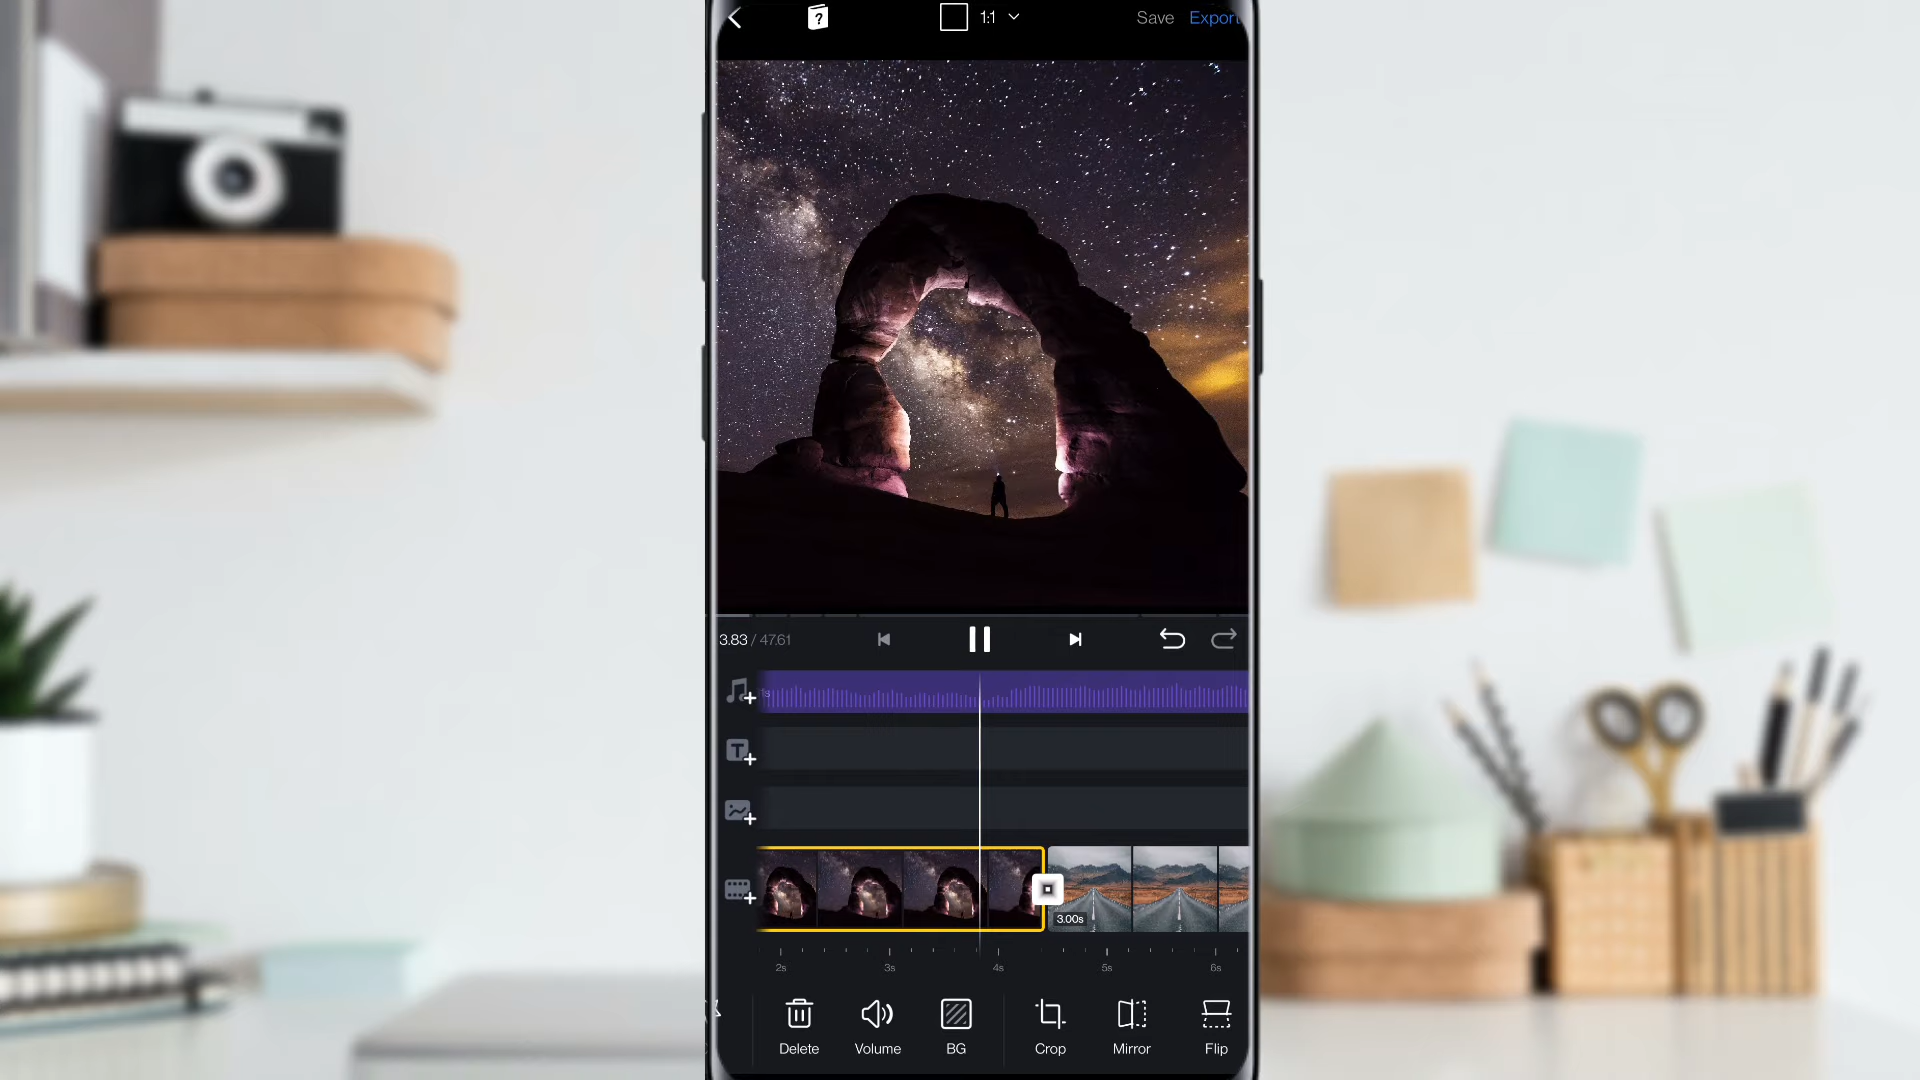 ? 1:1 Save Export
3.83 / 47.61
1s
T
3.00s
2s 3s 4s 5s 6s
Delete Volume BG Crop Mirror Flip